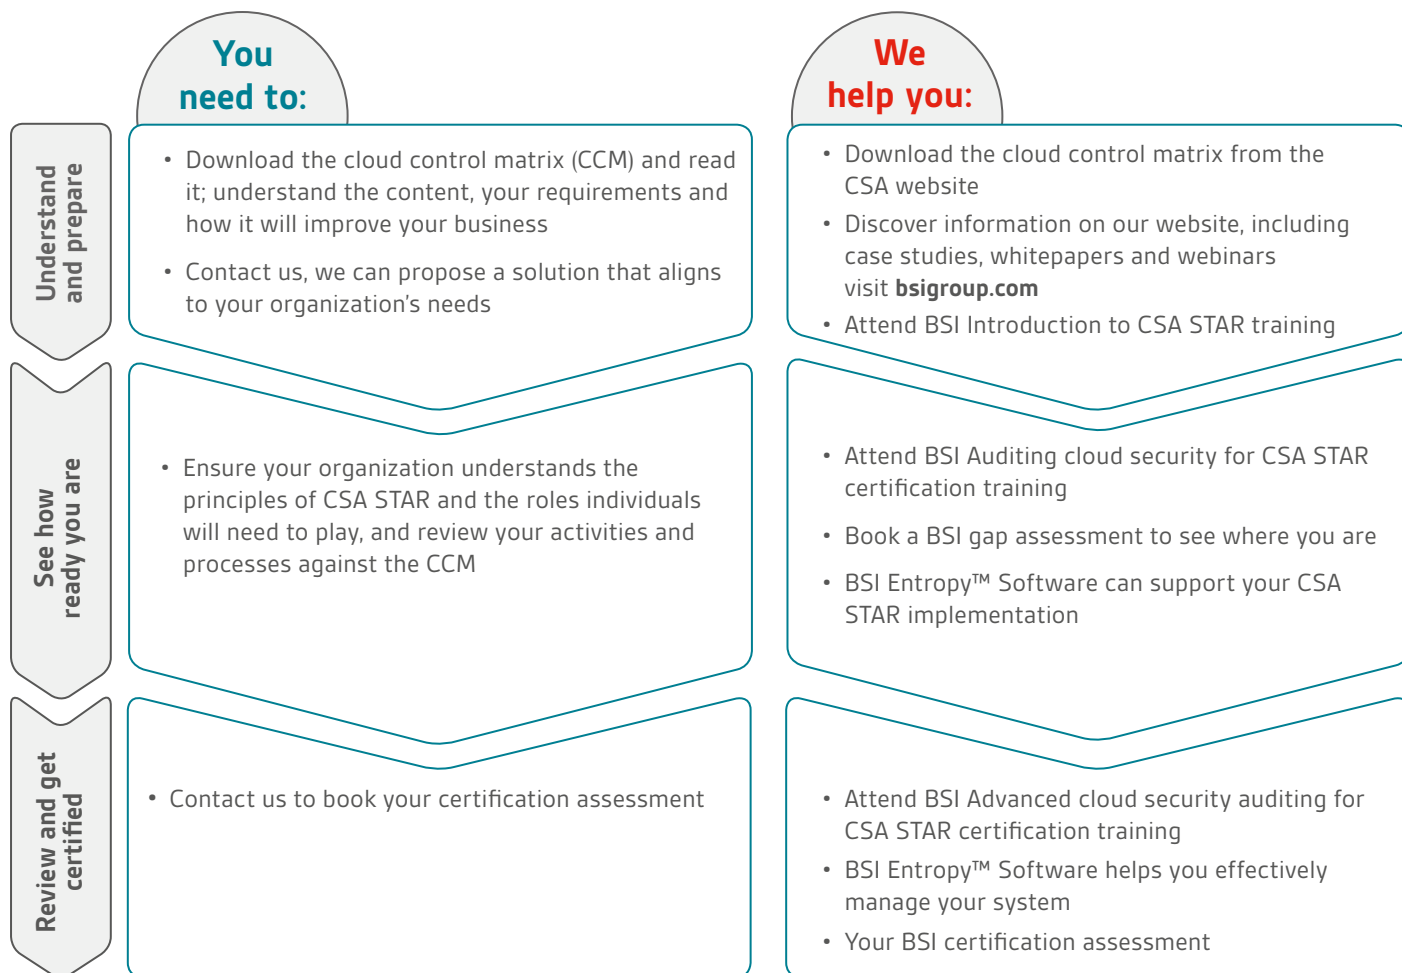 You
need to:
We
help you:
Understand
and prepare
• Download the cloud control matrix (CCM) and read
it; understand the content, your requirements and
how it will improve your business
• Contact us, we can propose a solution that aligns
to your organization’s needs
• Download the cloud control matrix from the
CSA website
• Discover information on our website, including
case studies, whitepapers and webinars
visit bsigroup.com
• Attend BSI Introduction to CSA STAR training
See how
ready you are
• Ensure your organization understands the
principles of CSA STAR and the roles individuals
will need to play, and review your activities and
processes against the CCM
• Attend BSI Auditing cloud security for CSA STAR
certification training
• Book a BSI gap assessment to see where you are
• BSI Entropy™ Software can support your CSA
STAR implementation
Review and get
certified
• Contact us to book your certification assessment
• Attend BSI Advanced cloud security auditing for
CSA STAR certification training
• BSI Entropy™ Software helps you effectively
manage your system
• Your BSI certification assessment